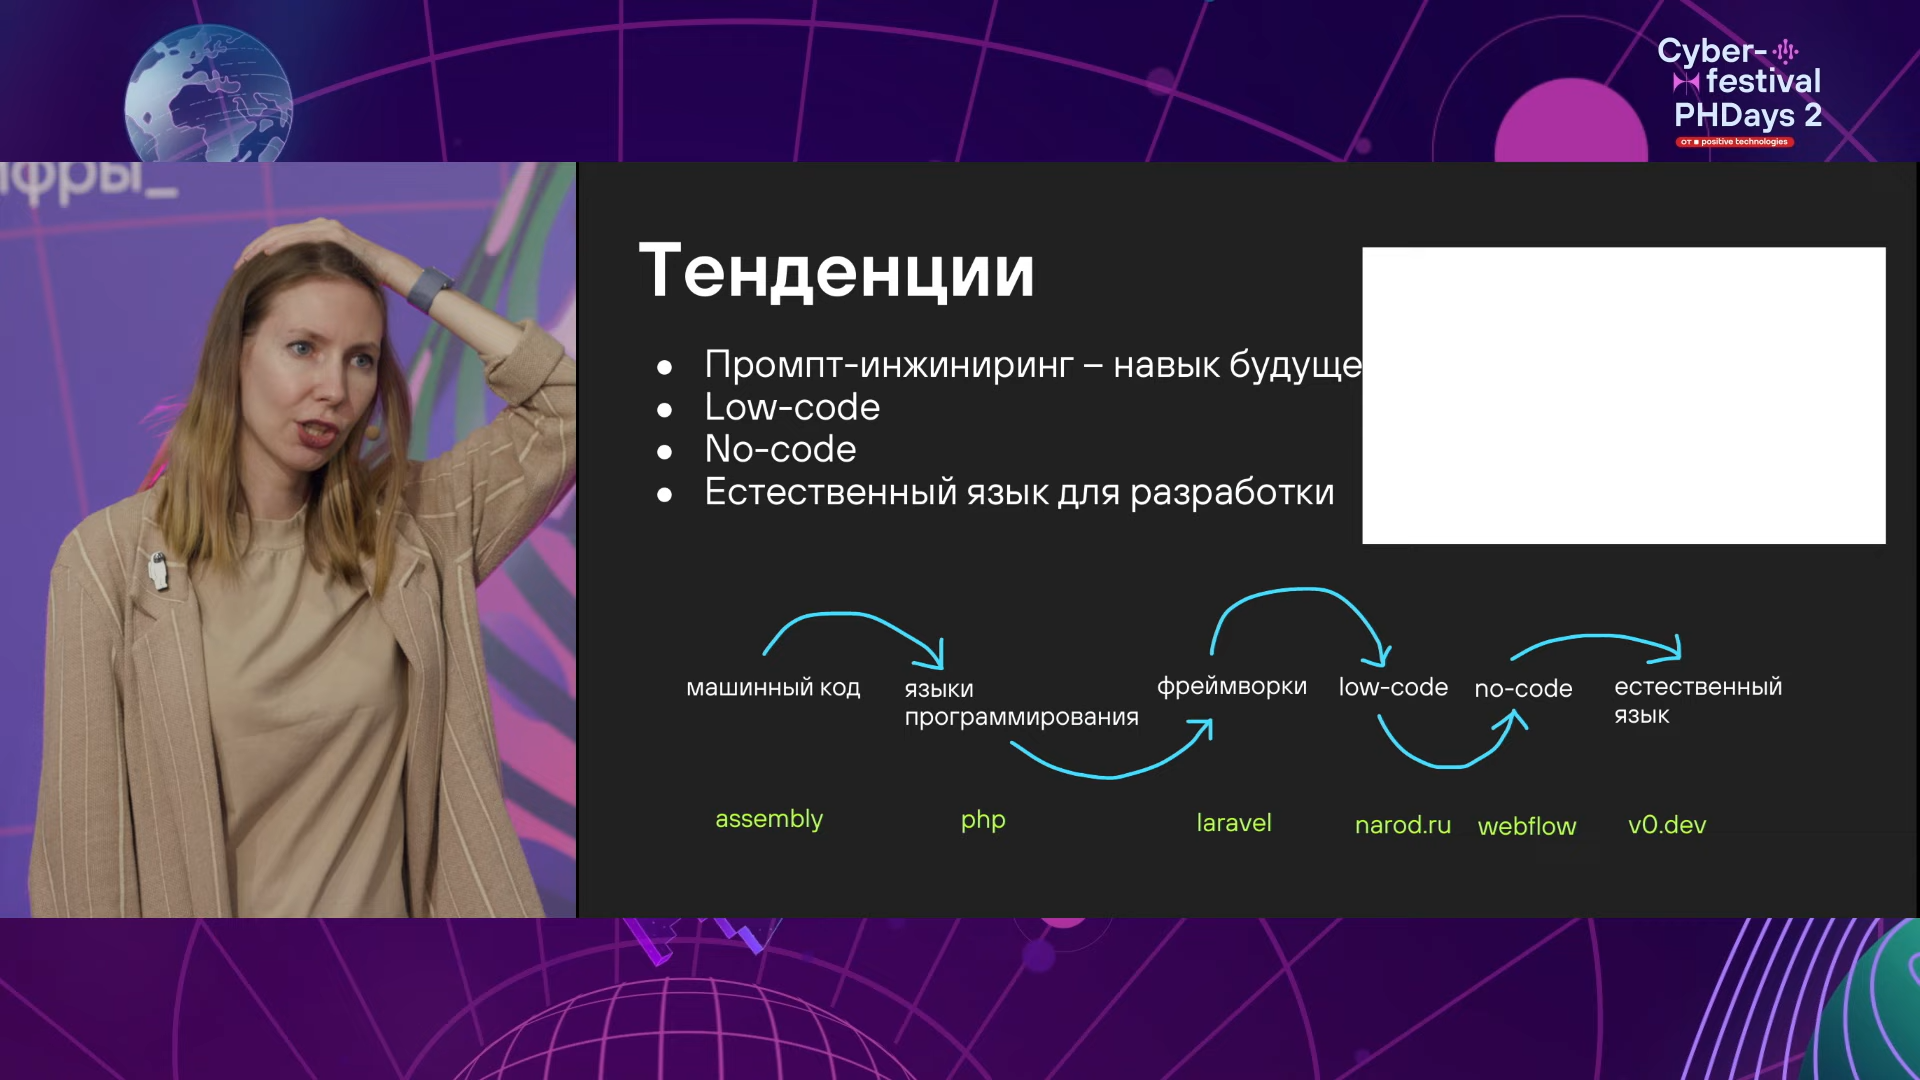 Cyber-
festival
PHDays 2
от positive technologies
ифры_
Тенденции
Промпт-инжиниринг – навык будуще
Low-code
No-code
Естественный язык для разработки
машинный код
языки
программирования
фреймворки
low-code
no-code
естественный
язык
assembly
php
laravel
narod.ru
webflow
v0.dev